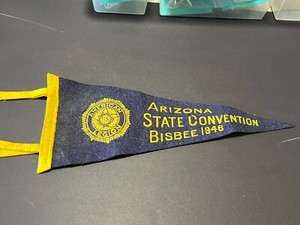 AMERICAN
LEGION
ARIZONA
STATE CONVENTION
BISBEE 1946